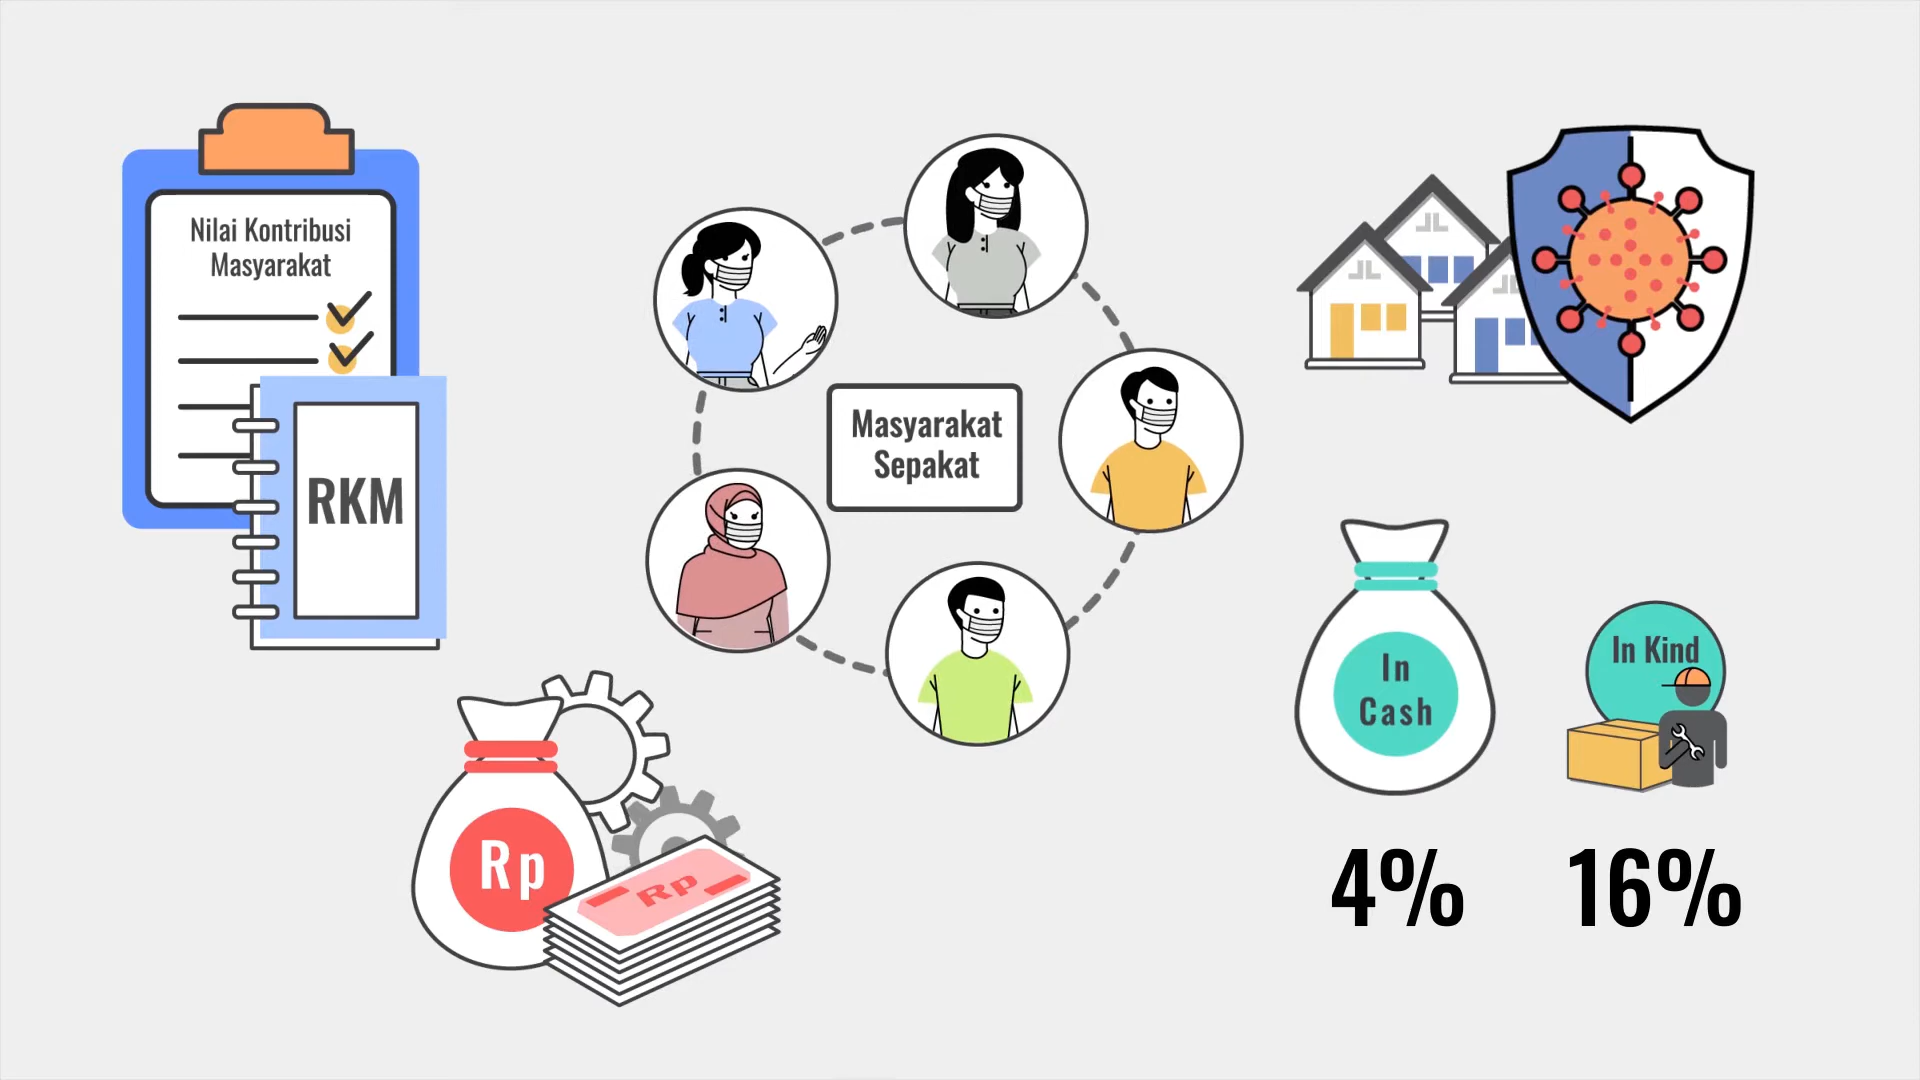 Nilai Kontribusi
Masyarakat
RKM
Masyarakat
Sepakat
Rp
Rp
In
Cash
In Kind
4%
16%